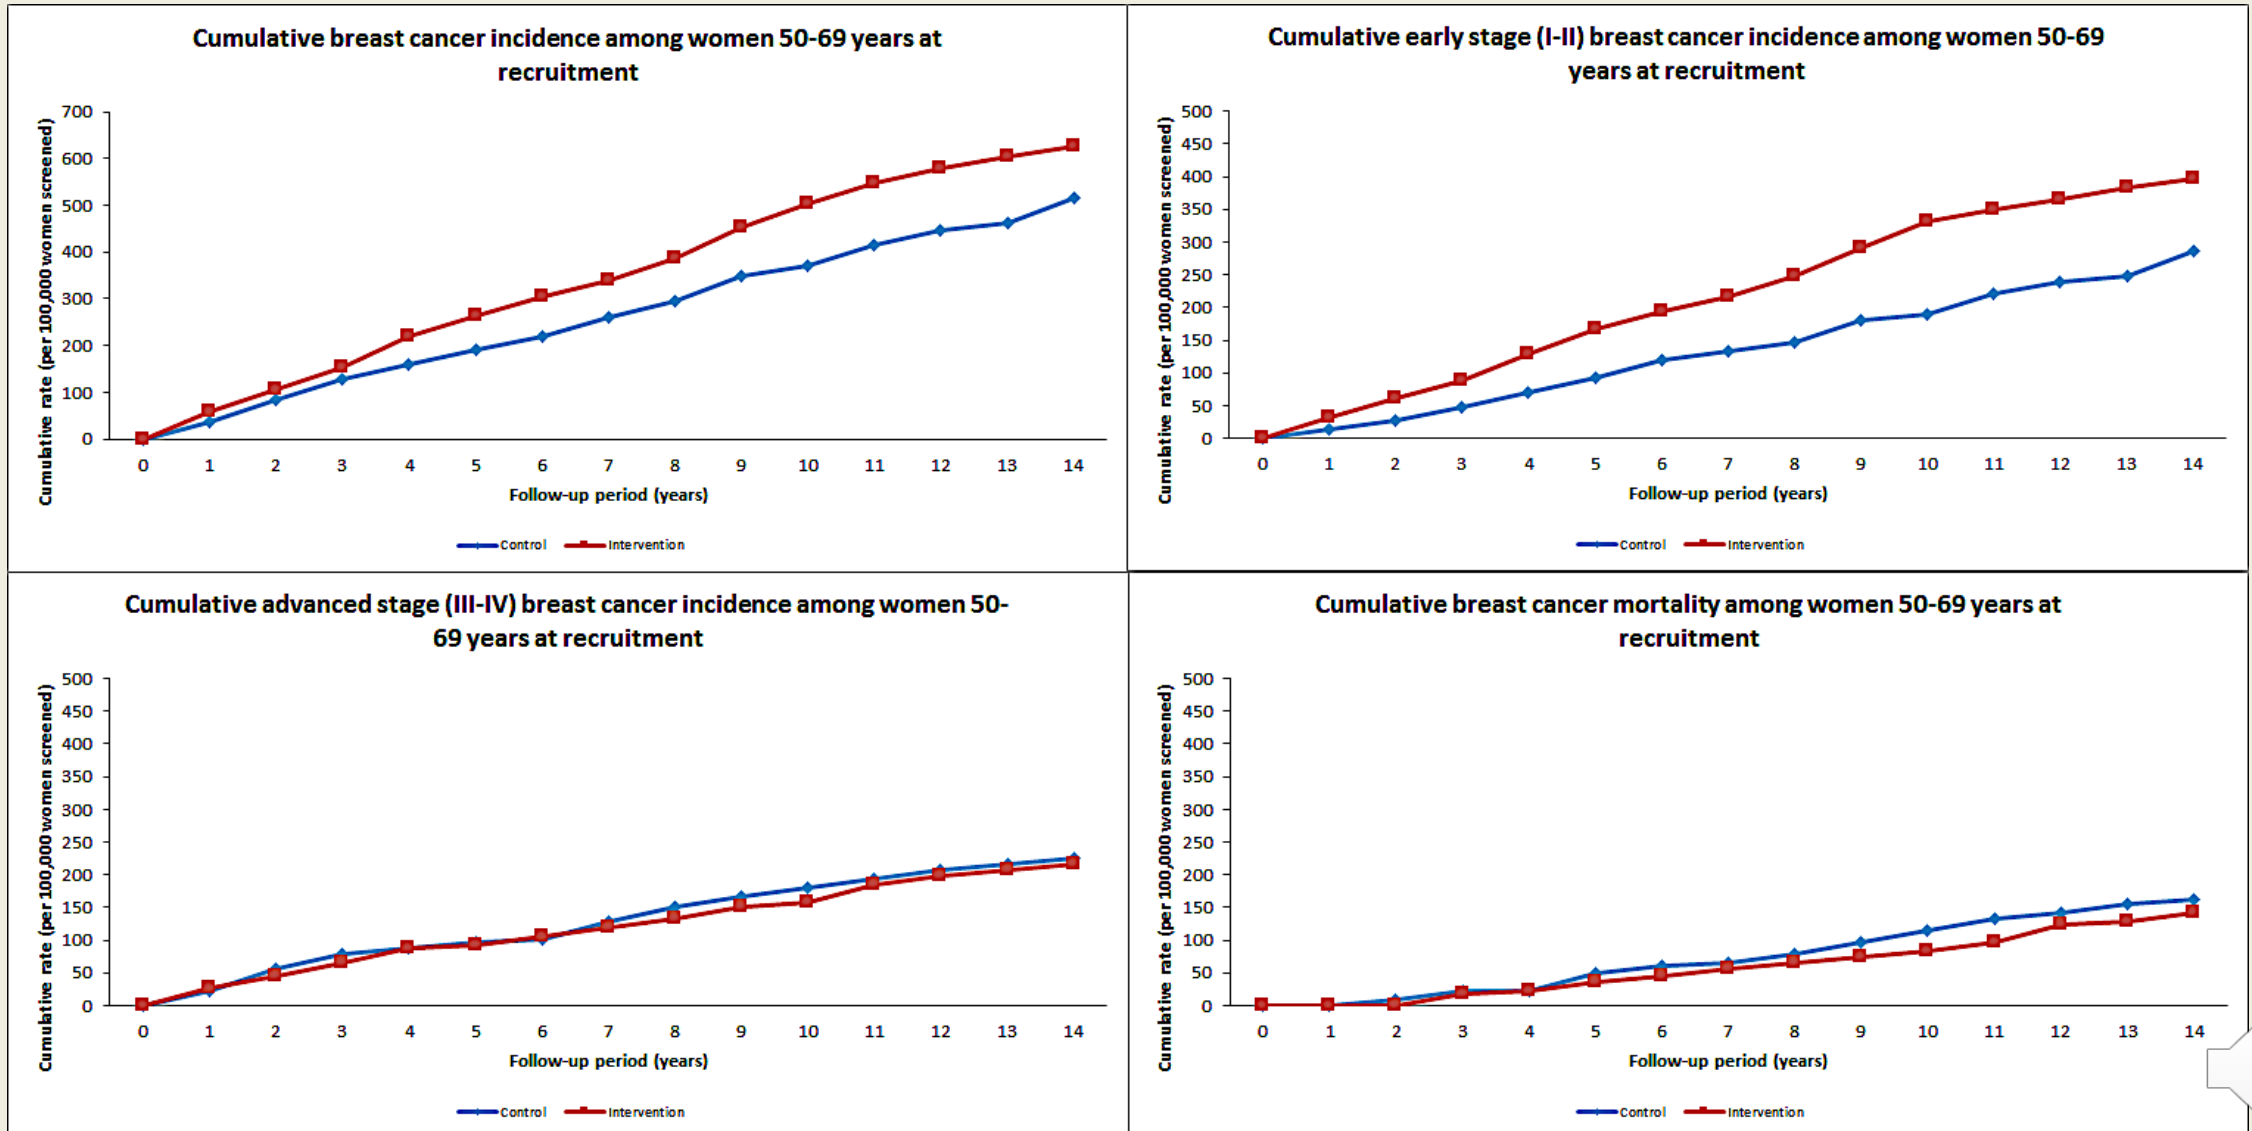 Cumulative breast cancer incidence among women 50-69 years at
recruitment
Cumulative rate (per 100,000 women screened)
700
600
500
400
300
200
100
0
0 1 2 3 4 5 6 7 8 9 10 11 12 13 14
Follow-up period (years)
Control Intervention
Cumulative early stage (I-II) breast cancer incidence among women 50-69
years at recruitment
Cumulative rate (per 100,000 women screened)
500
450
400
350
300
250
200
150
100
50
0
0 1 2 3 4 5 6 7 8 9 10 11 12 13 14
Follow-up period (years)
Control Intervention
Cumulative advanced stage (III-IV) breast cancer incidence among women 50-
69 years at recruitment
Cumulative rate (per 100,000 women screened)
500
450
400
350
300
250
200
150
100
50
0
0 1 2 3 4 5 6 7 8 9 10 11 12 13 14
Follow-up period (years)
Control Intervention
Cumulative breast cancer mortality among women 50-69 years at
recruitment
Cumulative rate (per 100,000 women screened)
500
450
400
350
300
250
200
150
100
50
0
0 1 2 3 4 5 6 7 8 9 10 11 12 13 14
Follow-up period (years)
Control Intervention